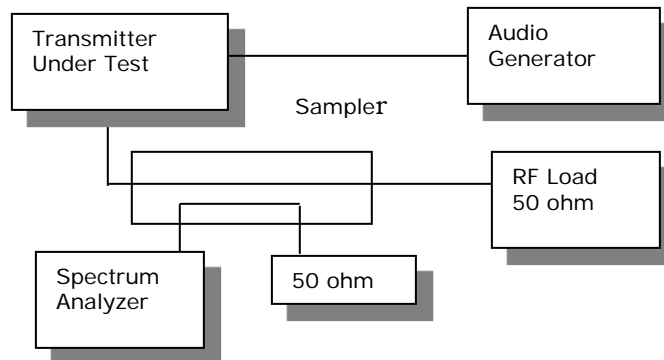 Transmitter
Under Test
Audio
Generator
Sampler
RF Load
50 ohm
Spectrum
Analyzer
50 ohm